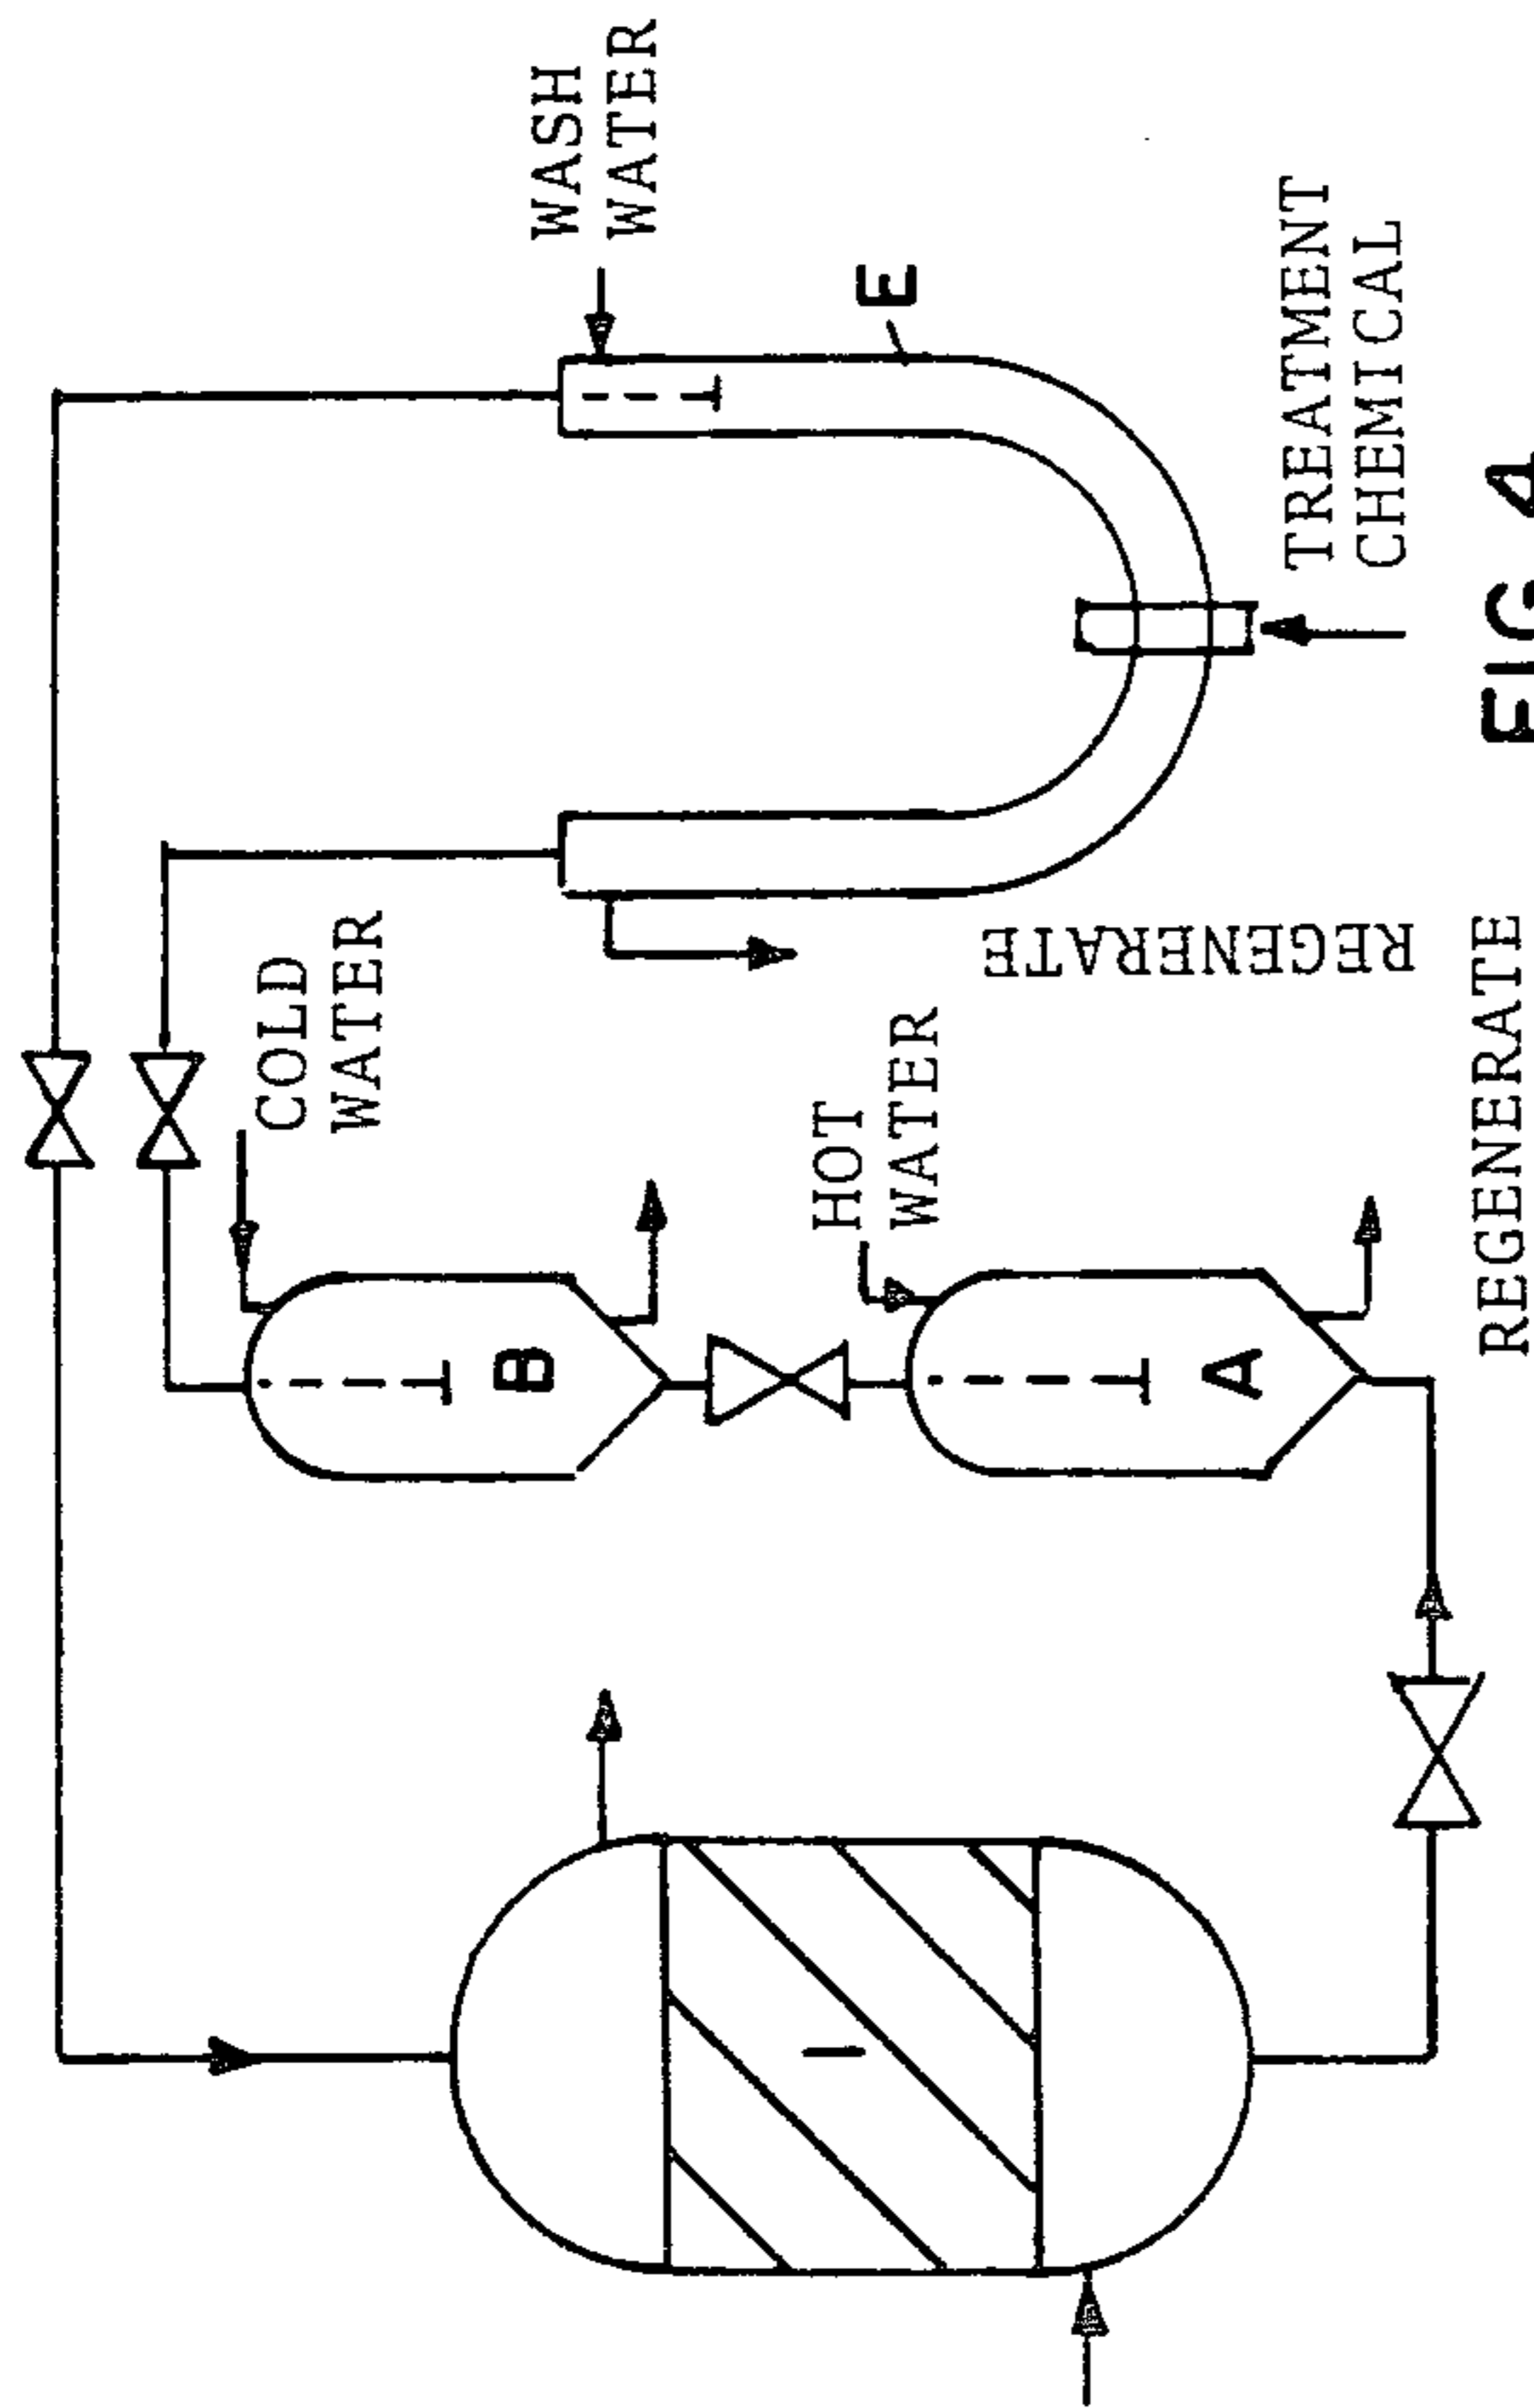 COLD
WATER
WASH
WATER
B
E
HOT
WATER
REGENERATE
I
A
TREATMENT
CHEMICAL
REGENERATE
FIG 4